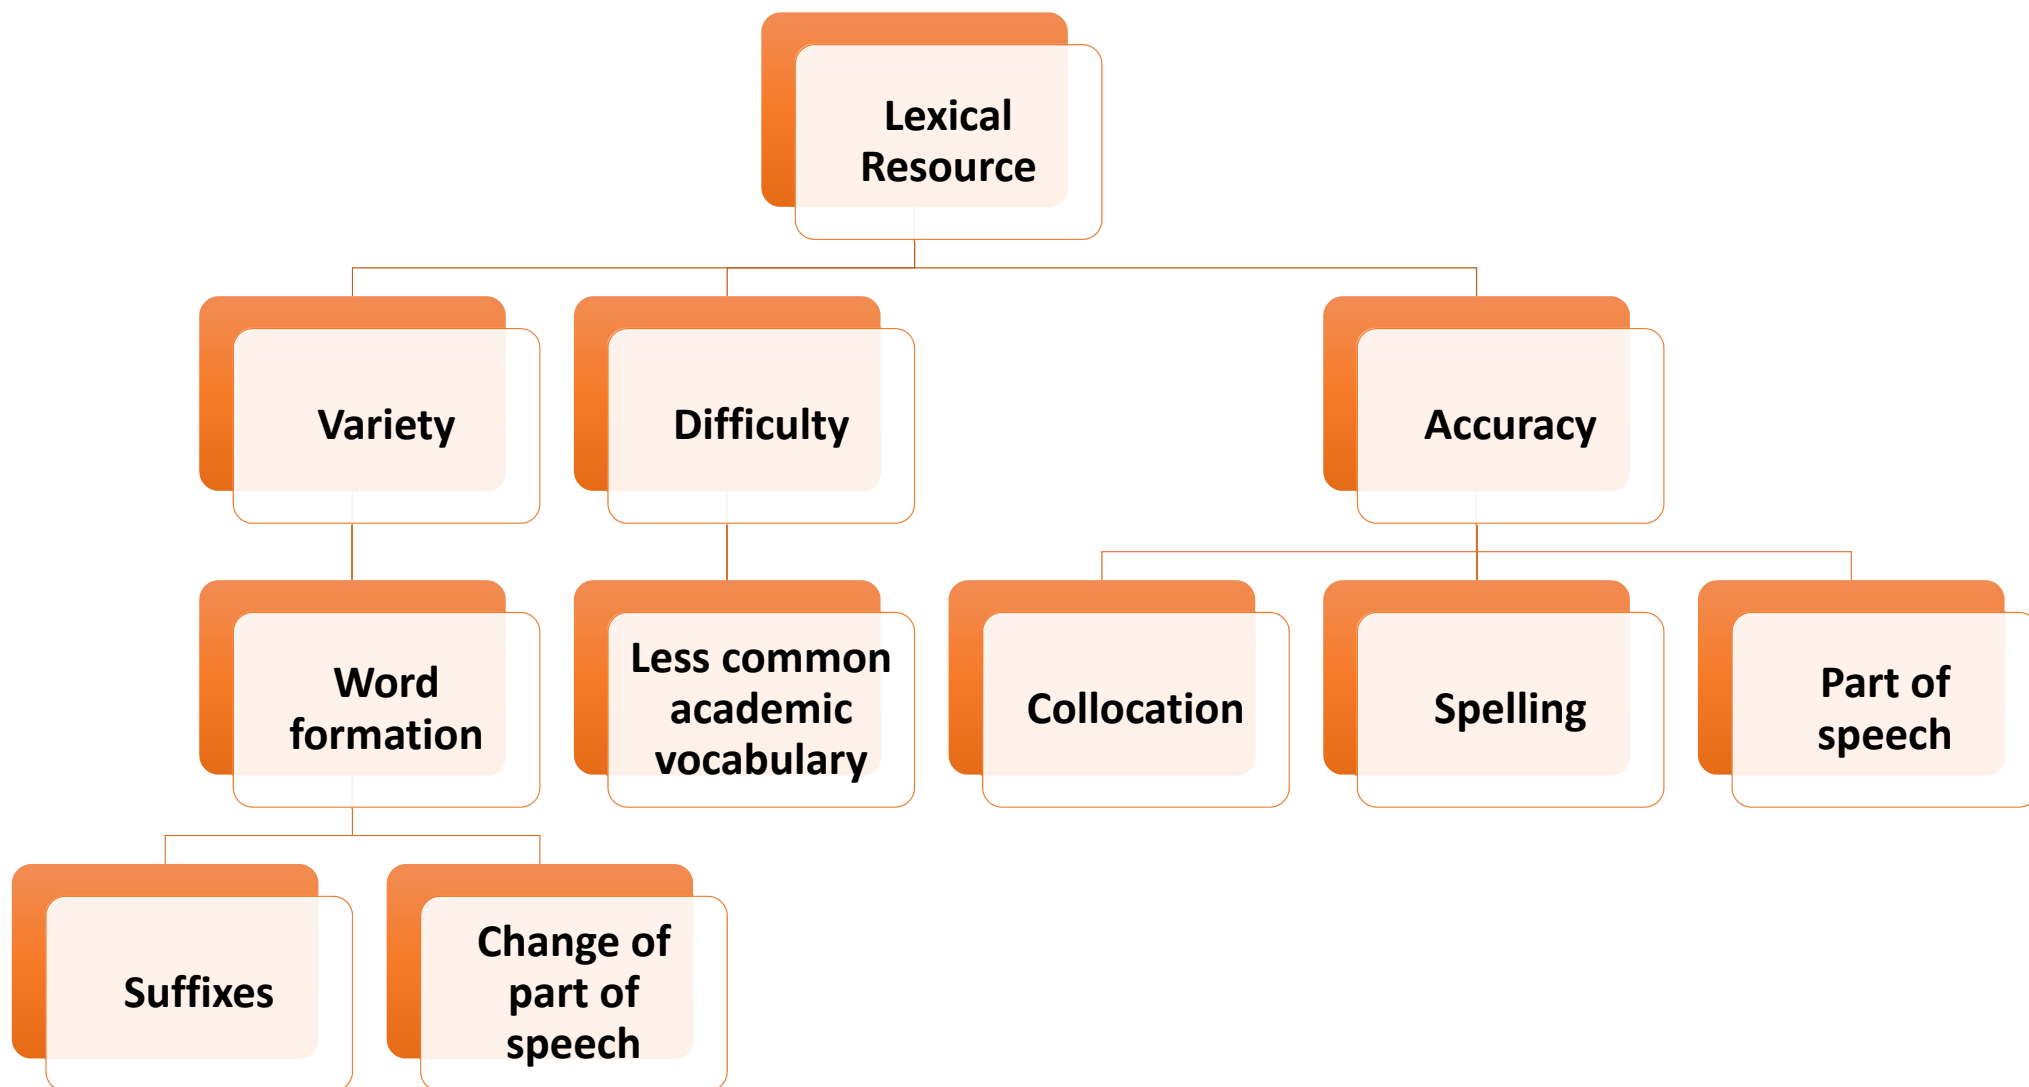 Lexical
Resource
Variety
Difficulty
Accuracy
Word
formation
Less common
academic
vocabulary
Collocation
Spelling
Part of
speech
Suffixes
Change of
part of
speech